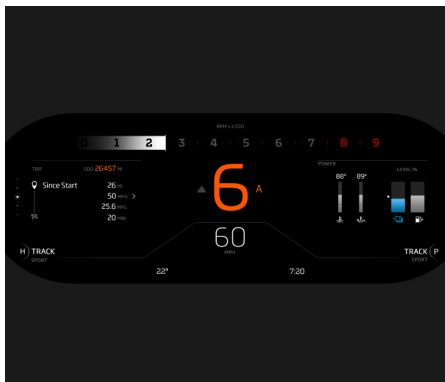 RPM x1000
0 1 2 3 4 5 6 7 8 9
TRIP
ODO 26457 MI
Since Start
26 MI
50 MPH
25.6 MPG
20 MIN
6 A
POWER
LEVEL %
88° 89°
60
MPH
H TRACK
SPORT
TRACK P
SPORT
22°
7:20